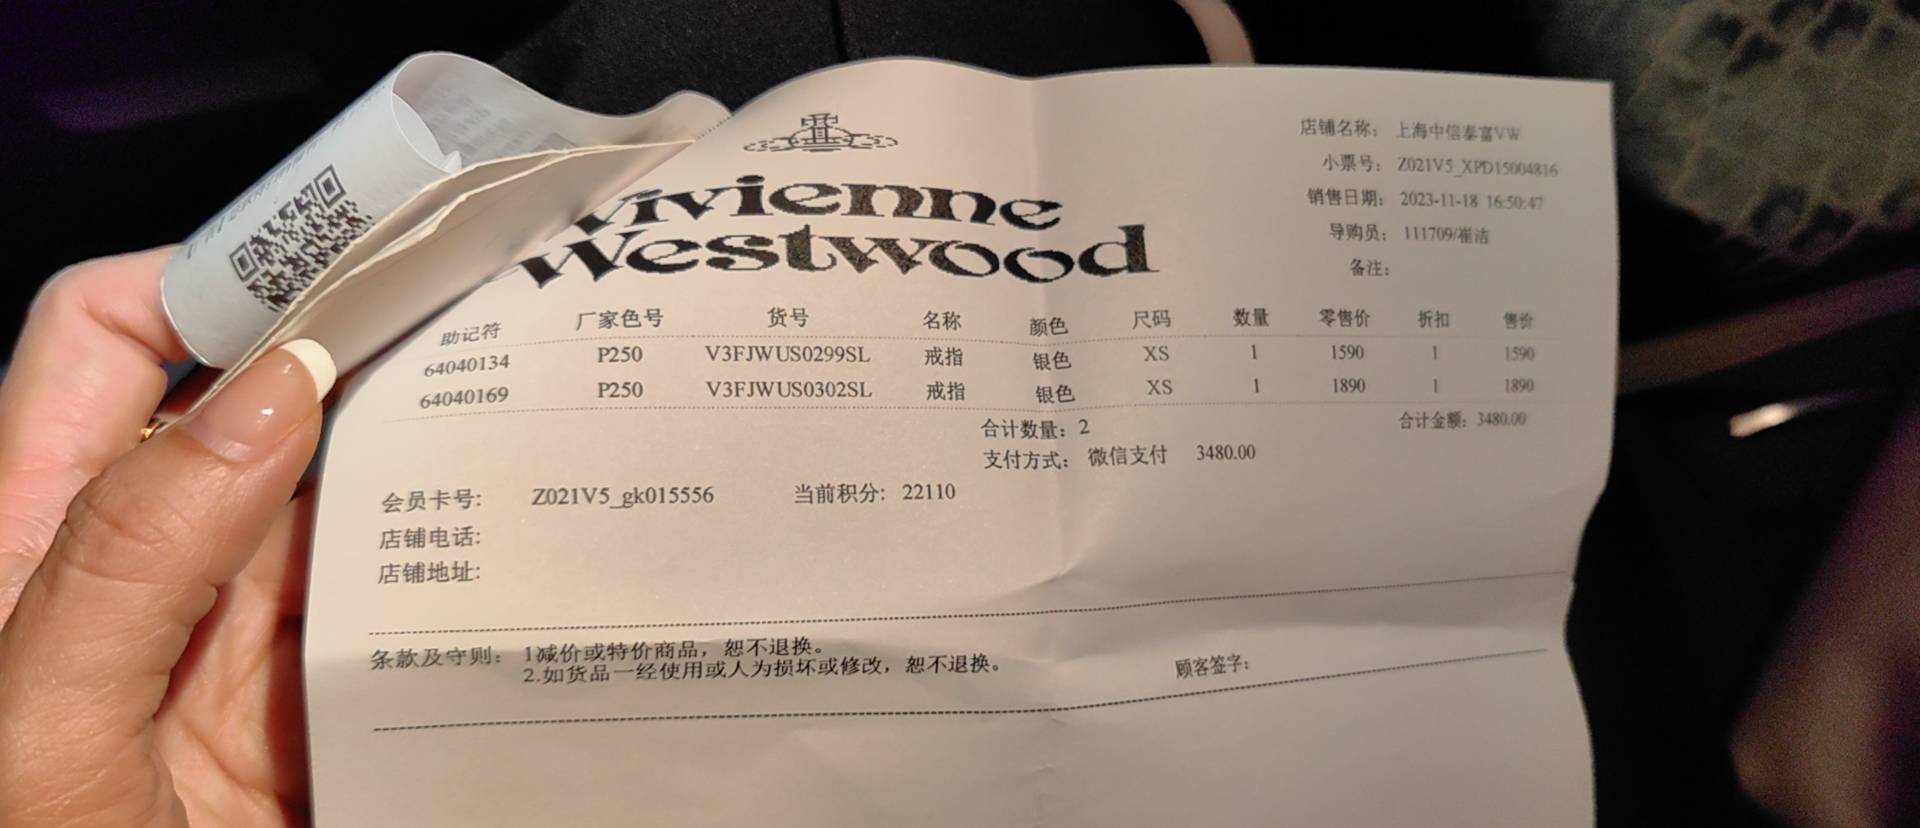 Vivienne
Westwood
店铺名称： 上海中信泰富VW
小票号： Z021V5_XPD15004816
销售日期： 2023-11-18 16:50:47
导购员： 111709/崔洁
备注：
助记符 厂家色号 货号 名称 颜色 尺码 数量 零售价 折扣 售价
64040134 P250 V3FJWUS0299SL 戒指 银色 XS 1 1590 1 1590
64040169 P250 V3FJWUS0302SL 戒指 银色 XS 1 1890 1 1890
合计数量： 2 合计金额： 3480.00
支付方式： 微信支付 3480.00
会员卡号: Z021V5_gk015556 当前积分: 22110
店铺电话:
店铺地址:
条款及守则： 1减价或特价商品，恕不退换。
2.如货品一经使用或人为损坏或修改，恕不退换。
顾客签字：